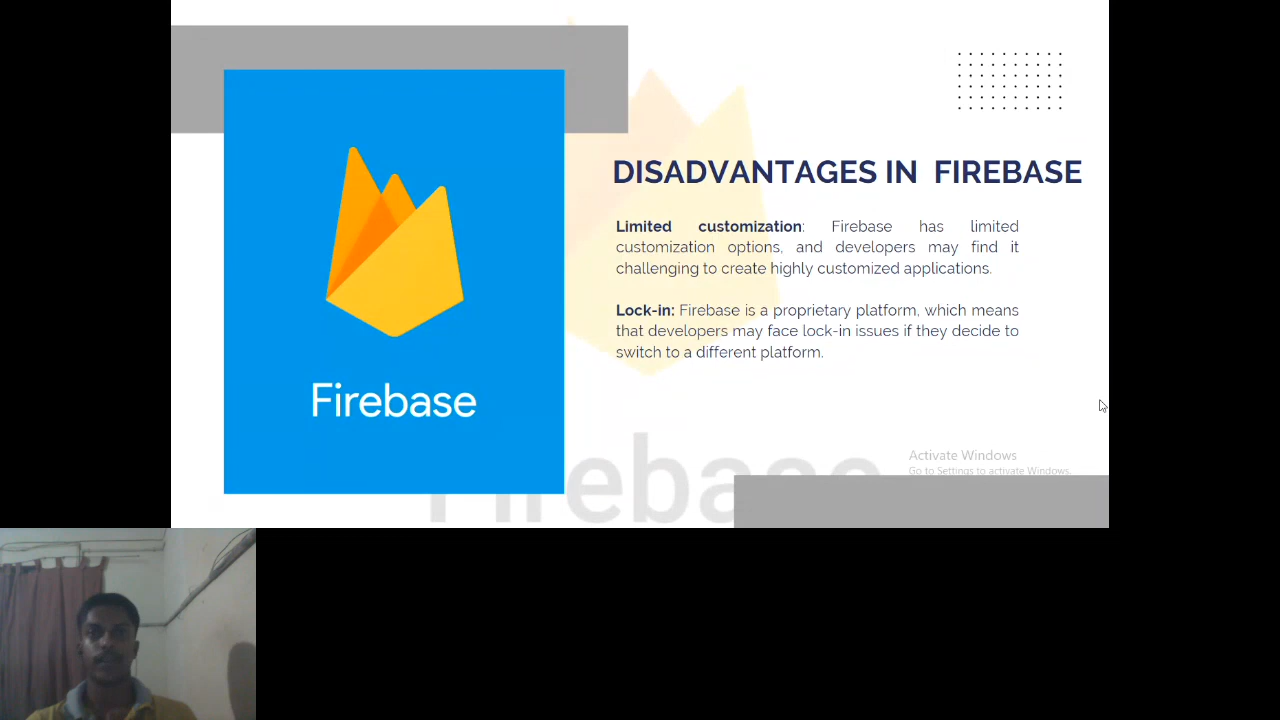 DISADVANTAGES IN FIREBASE
Limited customization: Firebase has limited
customization options, and developers may find it
challenging to create highly customized applications.
Lock-in: Firebase is a proprietary platform, which means
that developers may face lock-in issues if they decide to
switch to a different platform.
Firebase
Firebase
Activate Windows
Go to Settings to activate Windows.